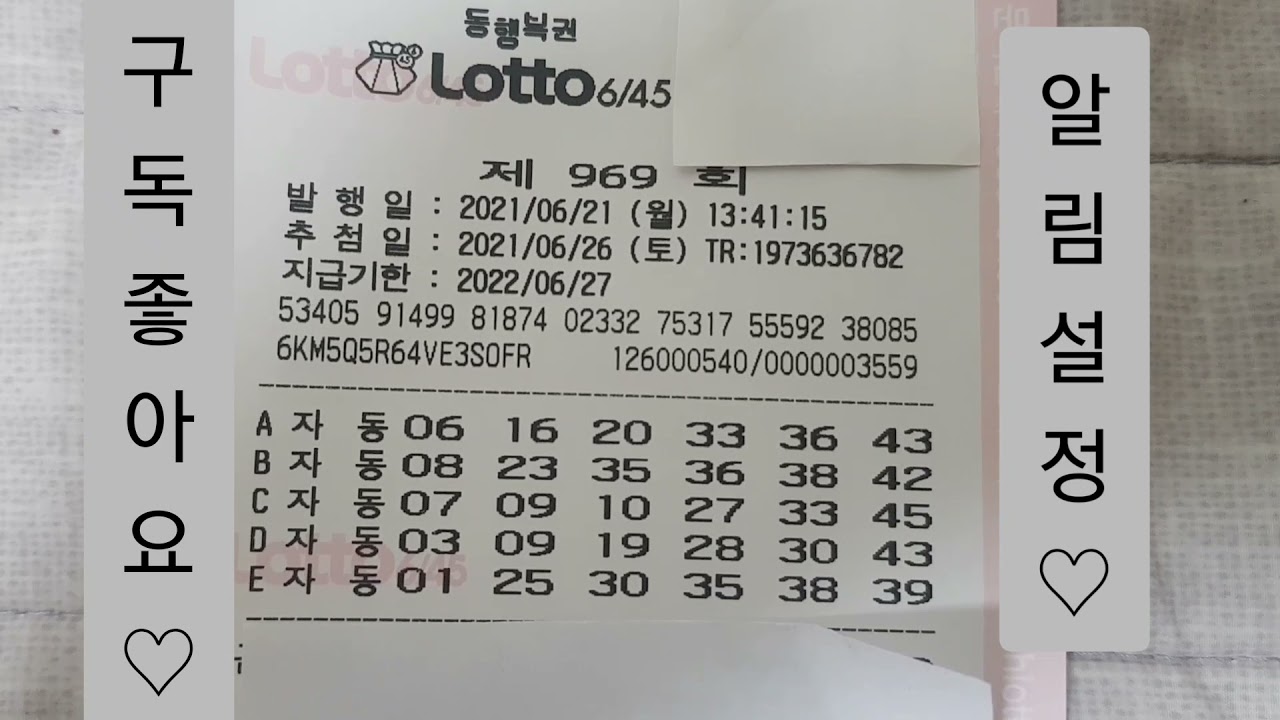 구독좋아요♡
동행복권
Lotto 6/45
제 969 회
발 행 일 : 2021/06/21 (월) 13:41:15
추 첨 일 : 2021/06/26 (토) TR:1973636782
지급기한 : 2022/06/27
53405 91499 81874 02332 75317 55592 38085
6KM5Q5R64VE3S0FR 126000540/0000003559
A 자 동 06 16 20 33 36 43
B 자 동 08 23 35 36 38 42
C 자 동 07 09 10 27 33 45
D 자 동 03 09 19 28 30 43
E 자 동 01 25 30 35 38 39
알림설정♡